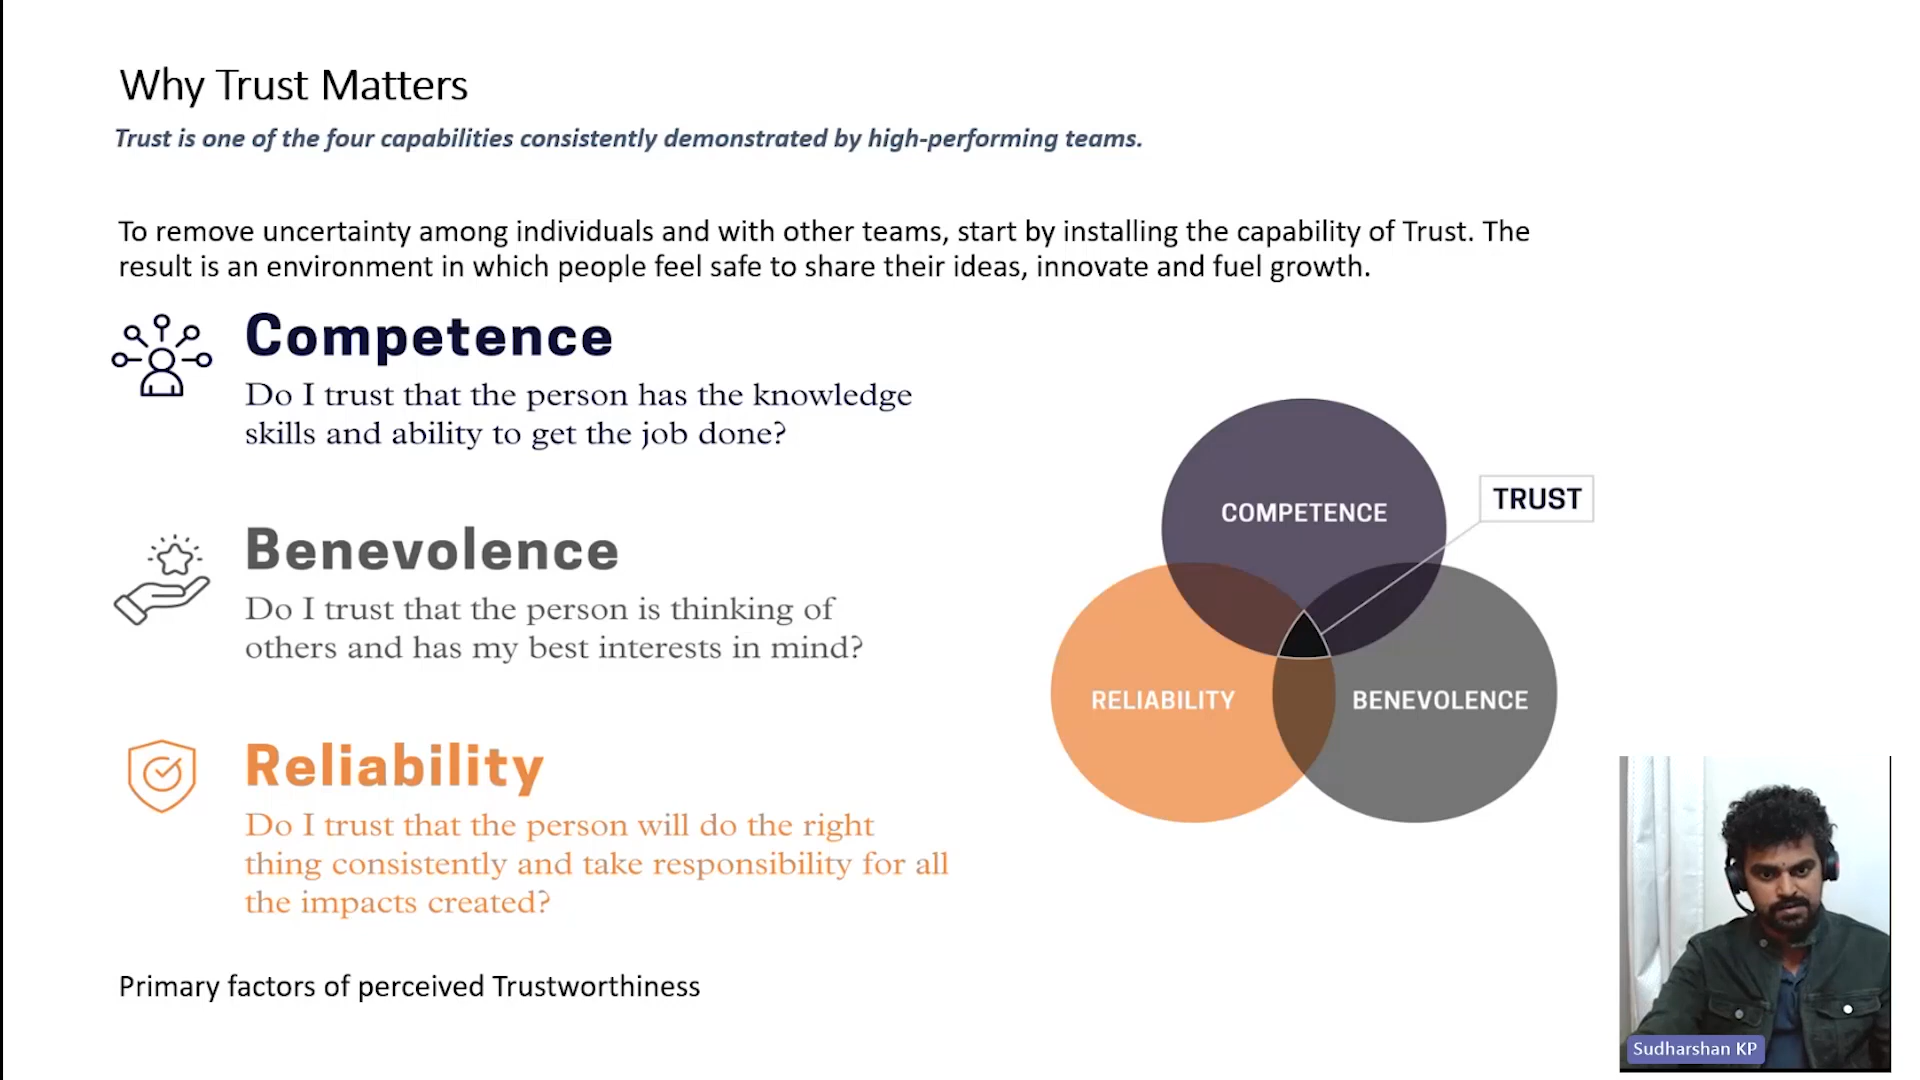 Why Trust Matters
Trust is one of the four capabilities consistently demonstrated by high-performing teams.
To remove uncertainty among individuals and with other teams, start by installing the capability of Trust. The
result is an environment in which people feel safe to share their ideas, innovate and fuel growth.
Competence
Do I trust that the person has the knowledge
skills and ability to get the job done?
Benevolence
Do I trust that the person is thinking of
others and has my best interests in mind?
Reliability
Do I trust that the person will do the right
thing consistently and take responsibility for all
the impacts created?
Primary factors of perceived Trustworthiness
COMPETENCE
TRUST
RELIABILITY
BENEVOLENCE
Sudharshan KP